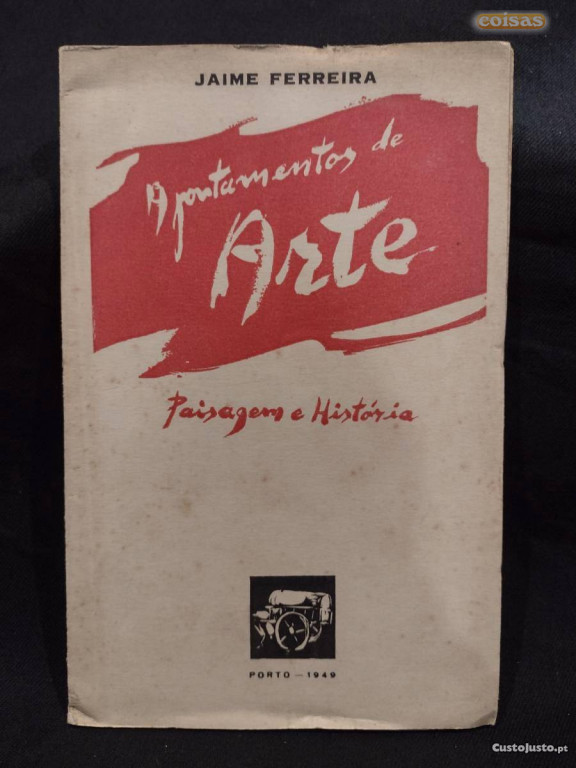 coisas
JAIME FERREIRA
Apontamentos de
Arte
Paisagem e História
PORTO — 1949
CustoJusto.pt